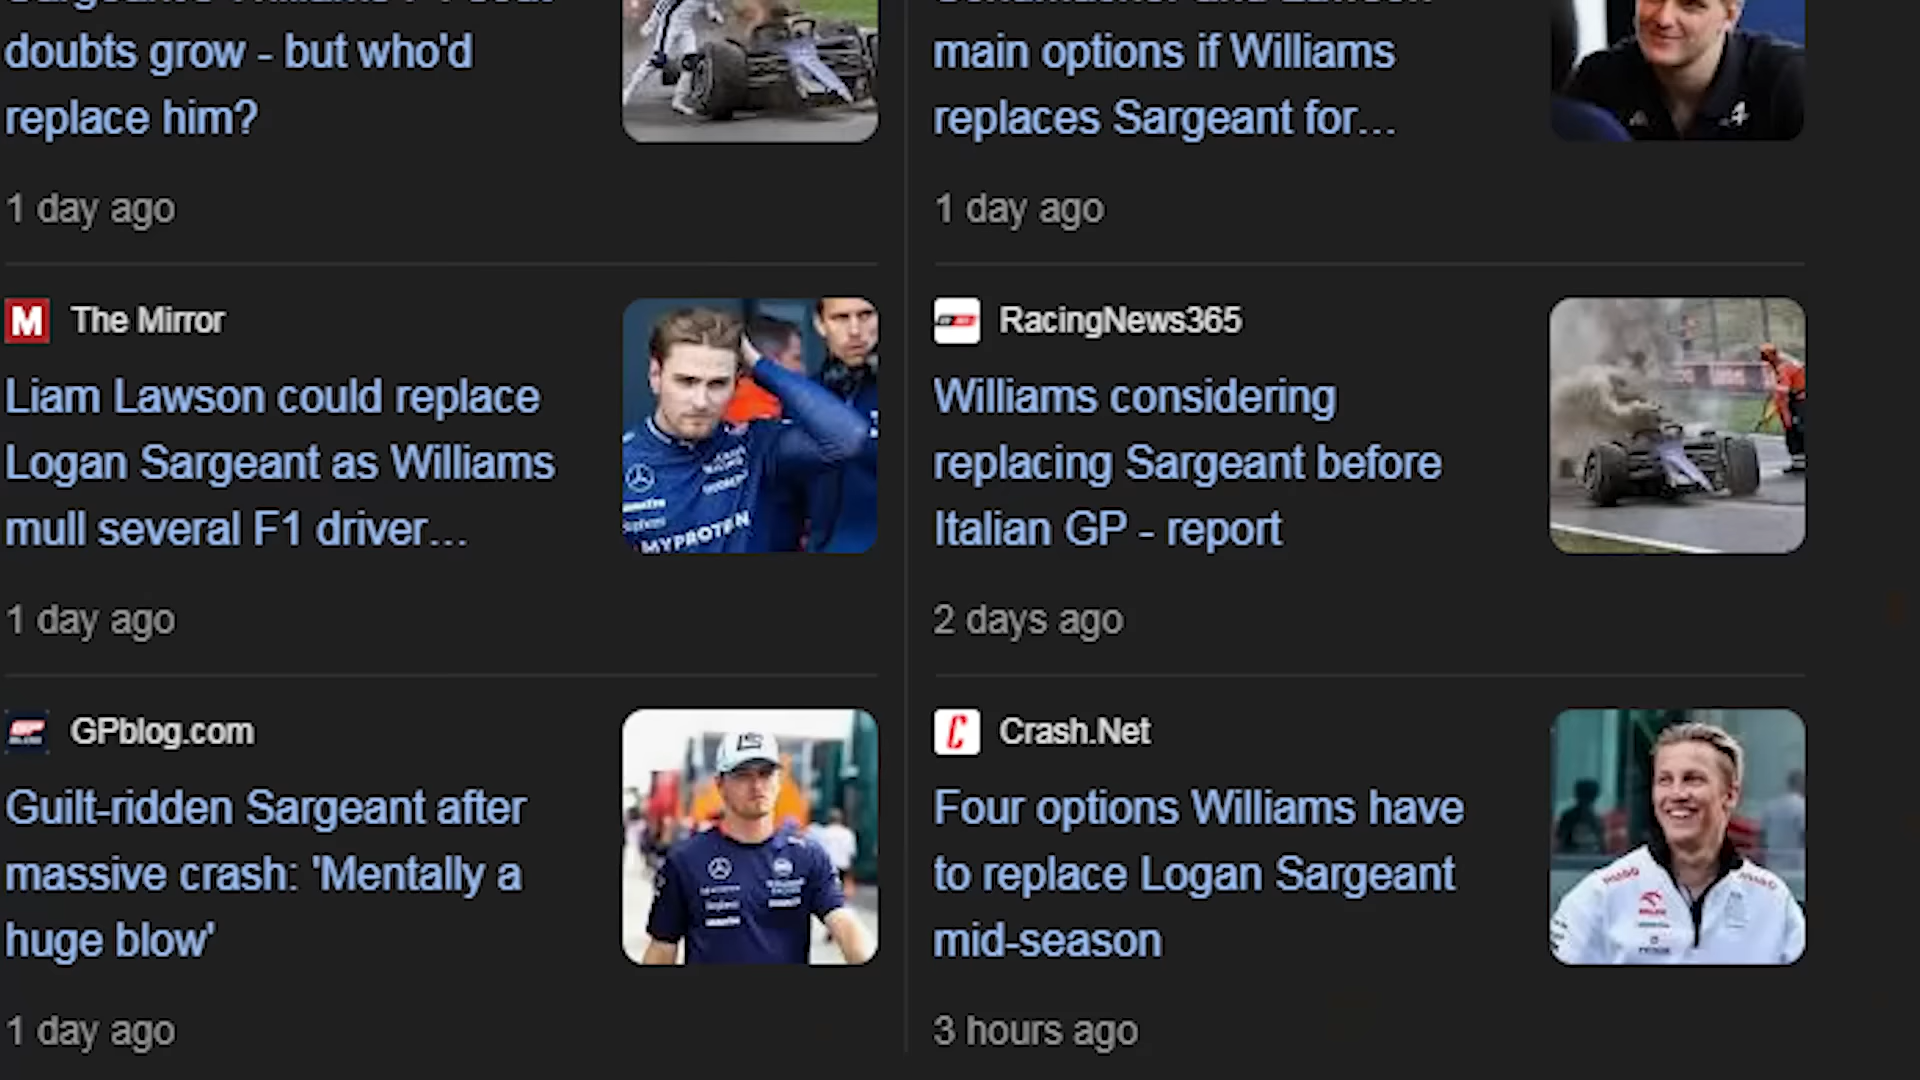 doubts grow - but who'd
replace him?
1 day ago
main options if Williams
replaces Sargeant for...
1 day ago
M The Mirror
Liam Lawson could replace
Logan Sargeant as Williams
mull several F1 driver...
1 day ago
MYPROTEIN
RacingNews365
Williams considering
replacing Sargeant before
Italian GP - report
2 days ago
GP GPblog.com
Guilt-ridden Sargeant after
massive crash: 'Mentally a
huge blow'
1 day ago
C Crash.Net
Four options Williams have
to replace Logan Sargeant
mid-season
3 hours ago